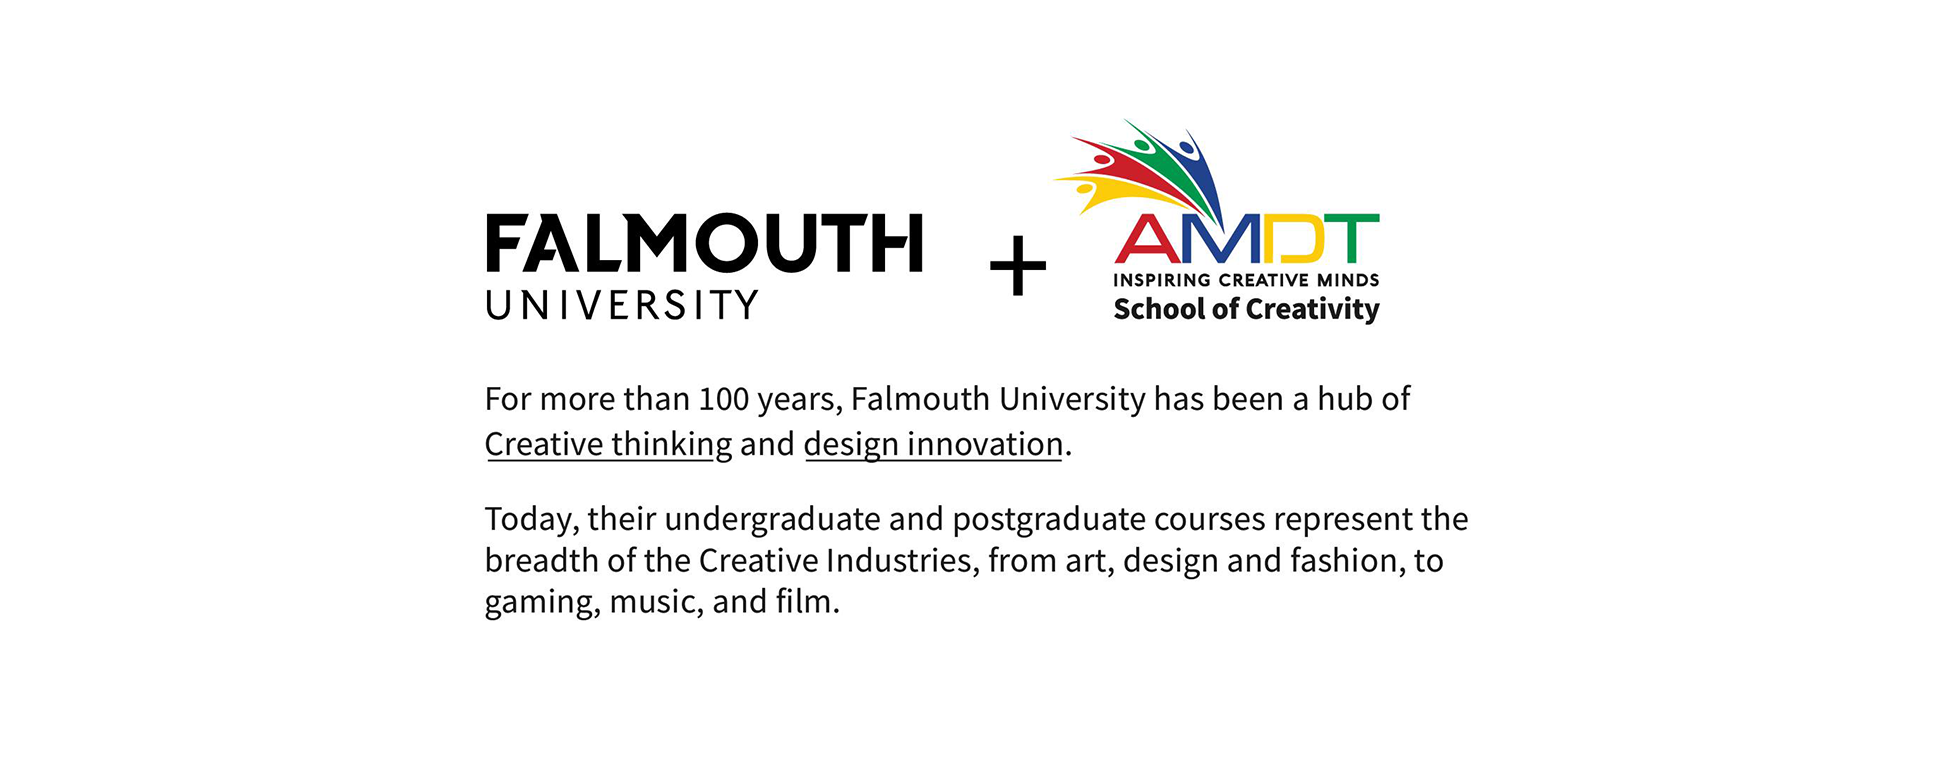 FALMOUTH
UNIVERSITY
+
AMDT
INSPIRING CREATIVE MINDS
School of Creativity
For more than 100 years, Falmouth University has been a hub of
Creative thinking and design innovation.
Today, their undergraduate and postgraduate courses represent the
breadth of the Creative Industries, from art, design and fashion, to
gaming, music, and film.